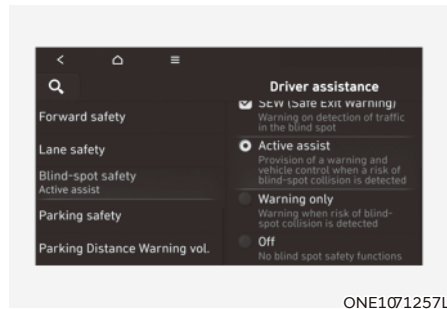 Driver assistance
Forward safety
Lane safety
Blind-spot safety
Active assist
Parking safety
Parking Distance Warning vol.
SEW (Safe Exit Warning)
Warning on detection of traffic
in the blind spot
Active assist
Provision of a warning and
vehicle control when a risk of
blind-spot collision is detected
Warning only
Warning when risk of blind-
spot collision is detected
Off
No blind spot safety functions
ONE1071257L